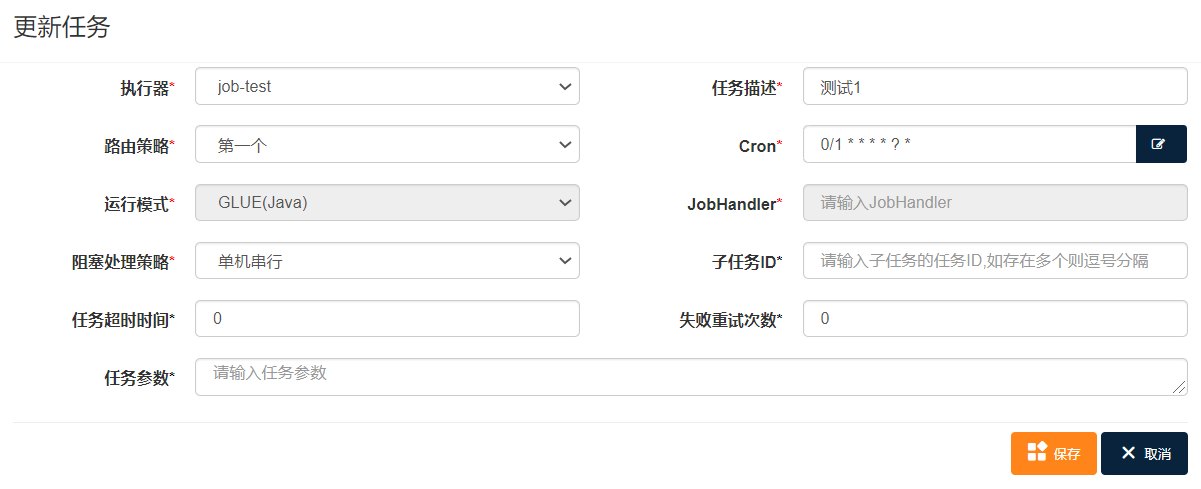 更新任务
执行器* job-test 任务描述* 测试1
路由策略* 第一个 Cron* 0/1 * * * * ? *
运行模式* GLUE(Java) JobHandler* 请输入JobHandler
阻塞处理策略* 单机串行 子任务ID* 请输入子任务的任务ID,如存在多个则逗号分隔
任务超时时间* 0 失败重试次数* 0
任务参数* 请输入任务参数
保存 取消